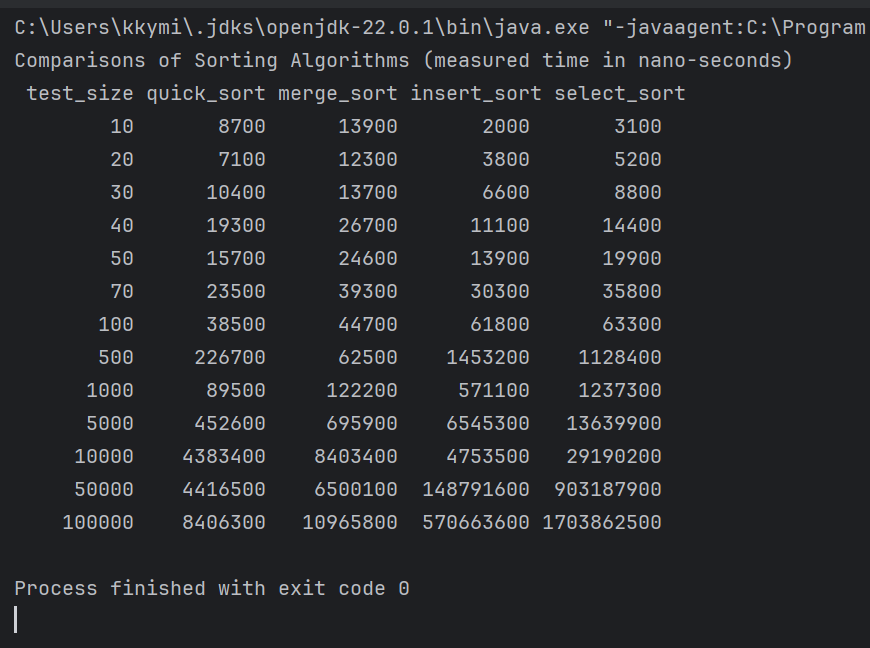 C:\Users\kkymi\.jdks\openjdk-22.0.1\bin\java.exe "-javaagent:C:\Program
Comparisons of Sorting Algorithms (measured time in nano-seconds)
test_size quick_sort merge_sort insert_sort select_sort
10 8700 13900 2000 3100
20 7100 12300 3800 5200
30 10400 13700 6600 8800
40 19300 26700 11100 14400
50 15700 24600 13900 19900
70 23500 39300 30300 35800
100 38500 44700 61800 63300
500 226700 62500 1453200 1128400
1000 89500 122200 571100 1237300
5000 452600 695900 6545300 13639900
10000 4383400 8403400 4753500 29190200
50000 4416500 6500100 148791600 903187900
100000 8406300 10965800 570663600 1703862500
Process finished with exit code 0